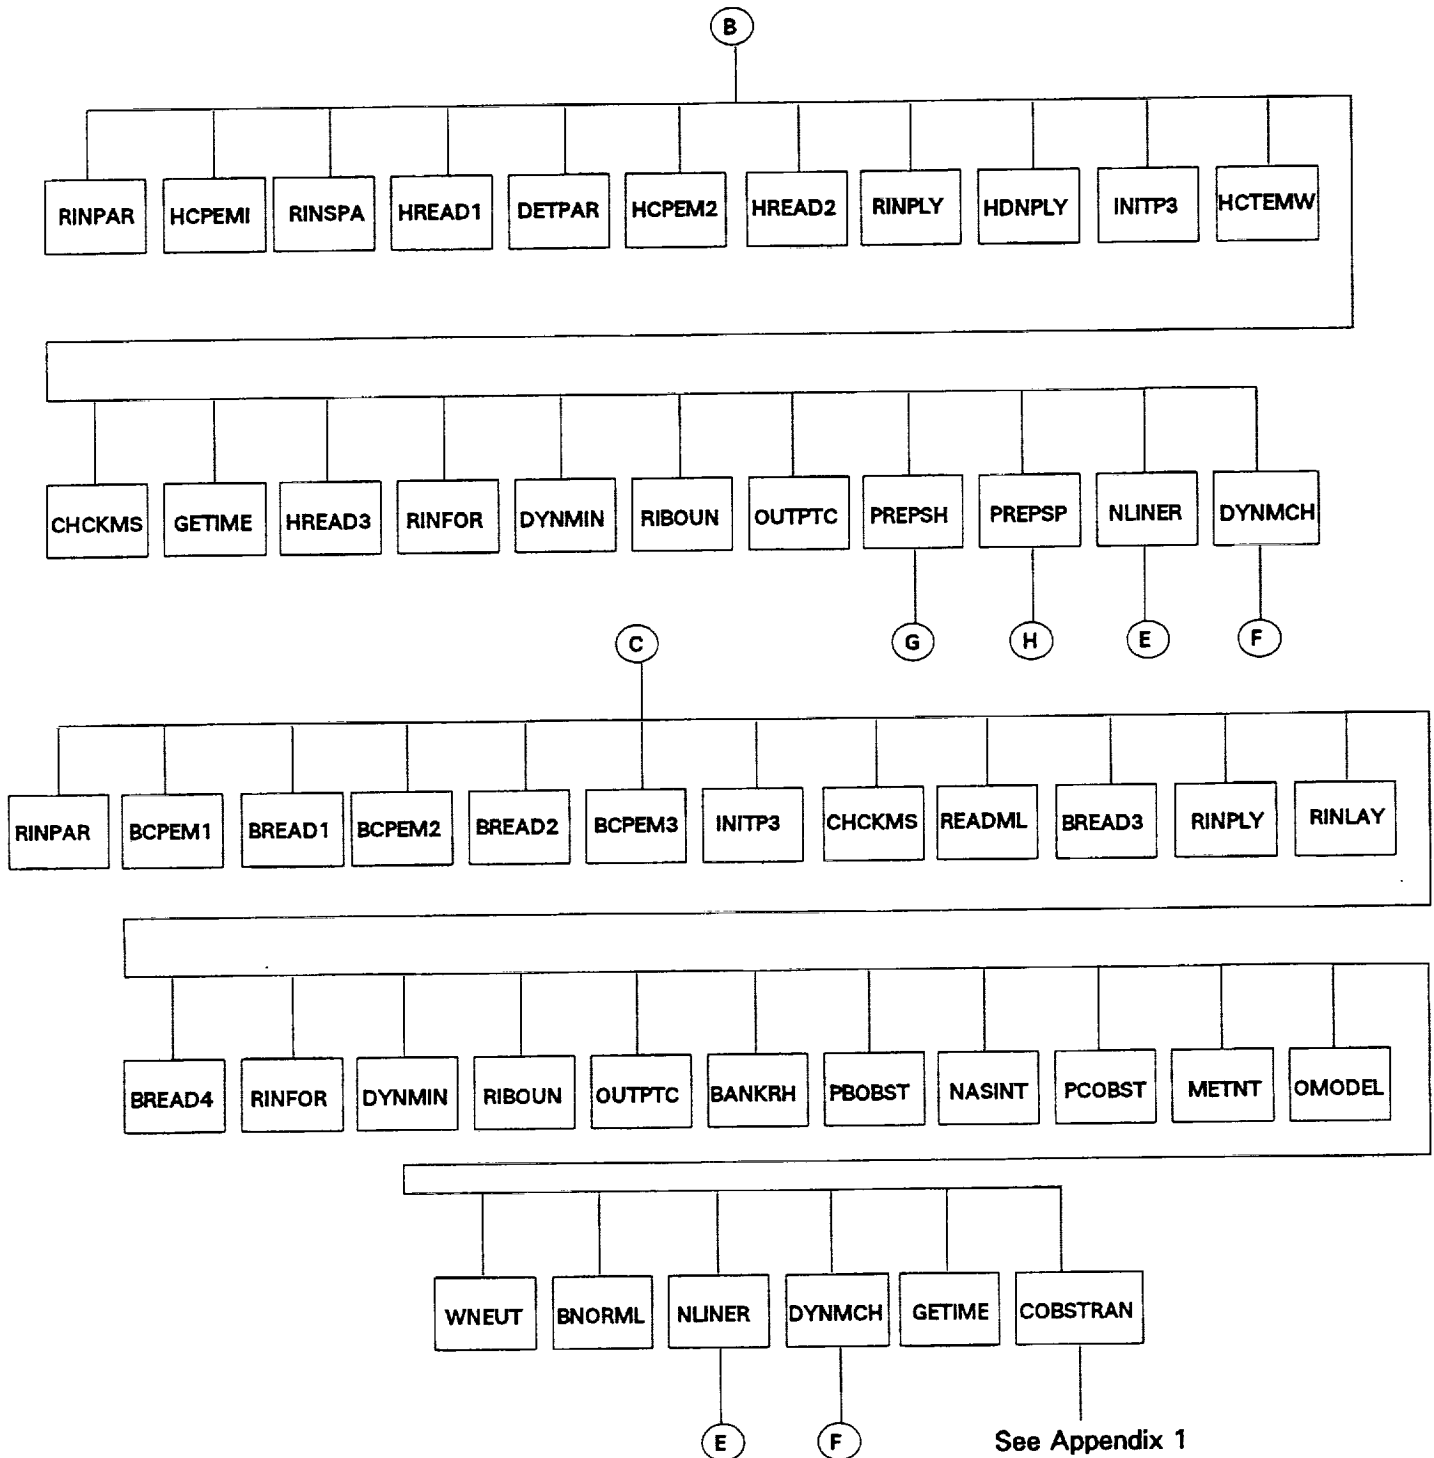 B
RINPAR HCPEMI RINSPA HREAD1 DETPAR HCPEM2 HREAD2 RINPLY HDNPLY INITP3 HCTEMW
CHCKMS GETIME HREAD3 RINFOR DYNMIN RIBOUN OUTPTC PREPSH PREPSP NLINER DYNMCH
G H E F
C
RINPAR BCPEM1 BREAD1 BCPEM2 BREAD2 BCPEM3 INITP3 CHCKMS READML BREAD3 RINPLY RINLAY
BREAD4 RINFOR DYNMIN RIBOUN OUTPTC BANKRH PBOBST NASINT PCOBST METNT OMODEL
WNEUT BNORML NLINER DYNMCH GETIME COBSTRAN
E F See Appendix 1